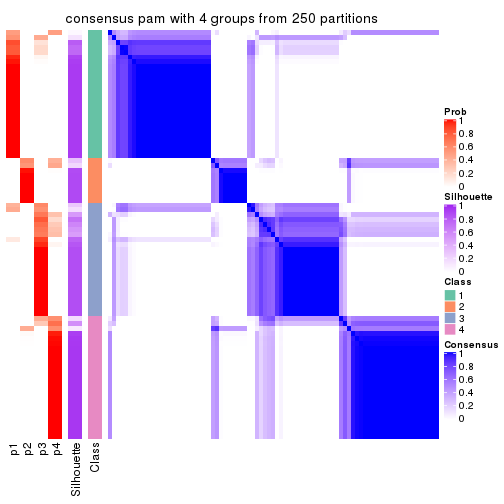 consensus pam with 4 groups from 250 partitions
Prob
1
0.8
0.6
0.4
0.2
0
Silhouette
1
0.8
0.6
0.4
0.2
0
Class
1
2
3
4
Consensus
1
0.8
0.6
0.4
0.2
0
p1
p2
p3
p4
Silhouette
Class